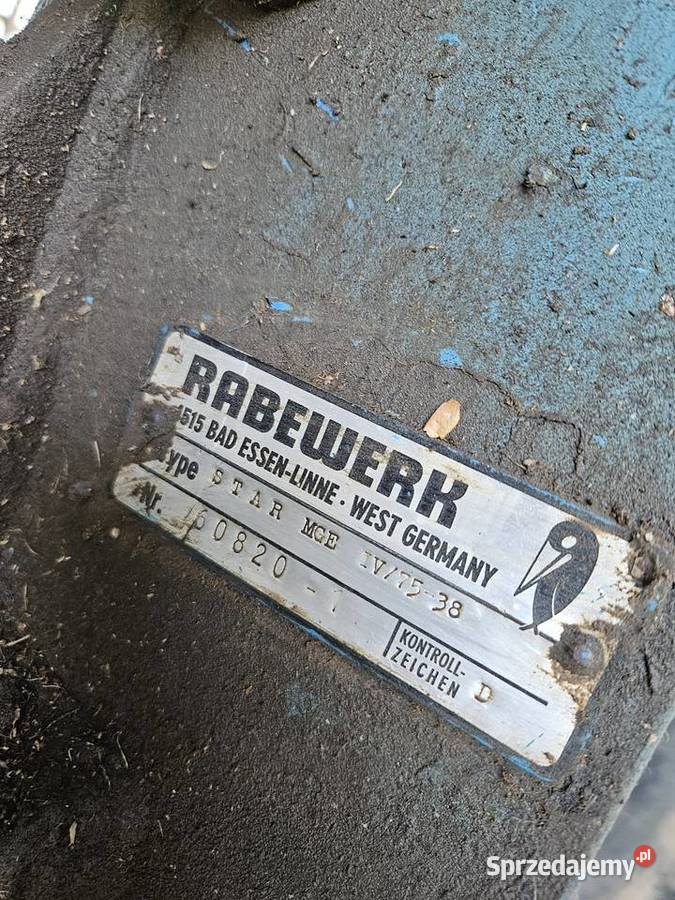 RABEWERK
4515 BAD ESSEN-LINNE · WEST GERMANY
Type STAR MGE IV/75-38
Nr. 160820 - 1
KONTROLL-
ZEICHEN D
Sprzedajemy.pl